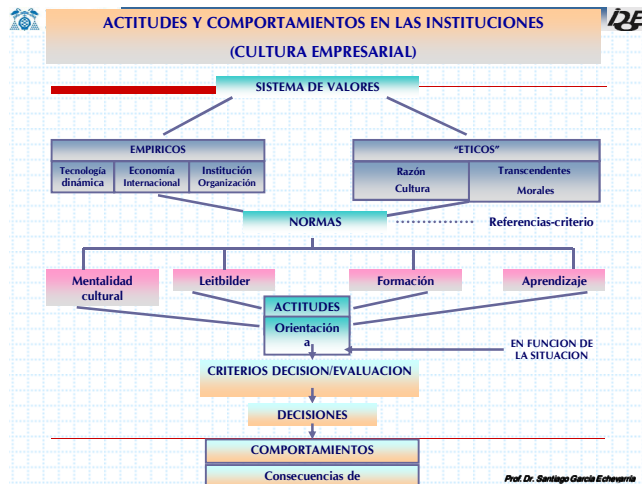 ACTITUDES Y COMPORTAMIENTOS EN LAS INSTITUCIONES
(CULTURA EMPRESARIAL)
SISTEMA DE VALORES
EMPIRICOS
Tecnología
dinámica
Economía
Internacional
Institución
Organización
“ETICOS”
Razón
Cultura
Transcendentes
Morales
NORMAS
Referencias-criterio
Mentalidad
cultural
Leitbilder
Formación
Aprendizaje
ACTITUDES
Orientación
a
EN FUNCION DE
LA SITUACION
CRITERIOS DECISION/EVALUACION
DECISIONES
COMPORTAMIENTOS
Consecuencias de
Prof. Dr. Santiago García Echevarría